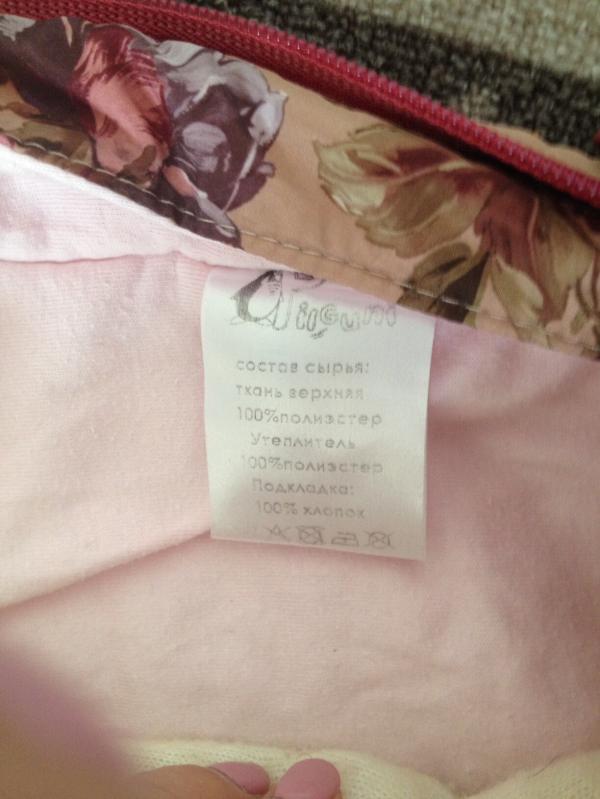 состав сырья:
ткань верхняя
100%полиэстер
Утеплитель
100%полиэстер
Подкладка:
100% хлопок